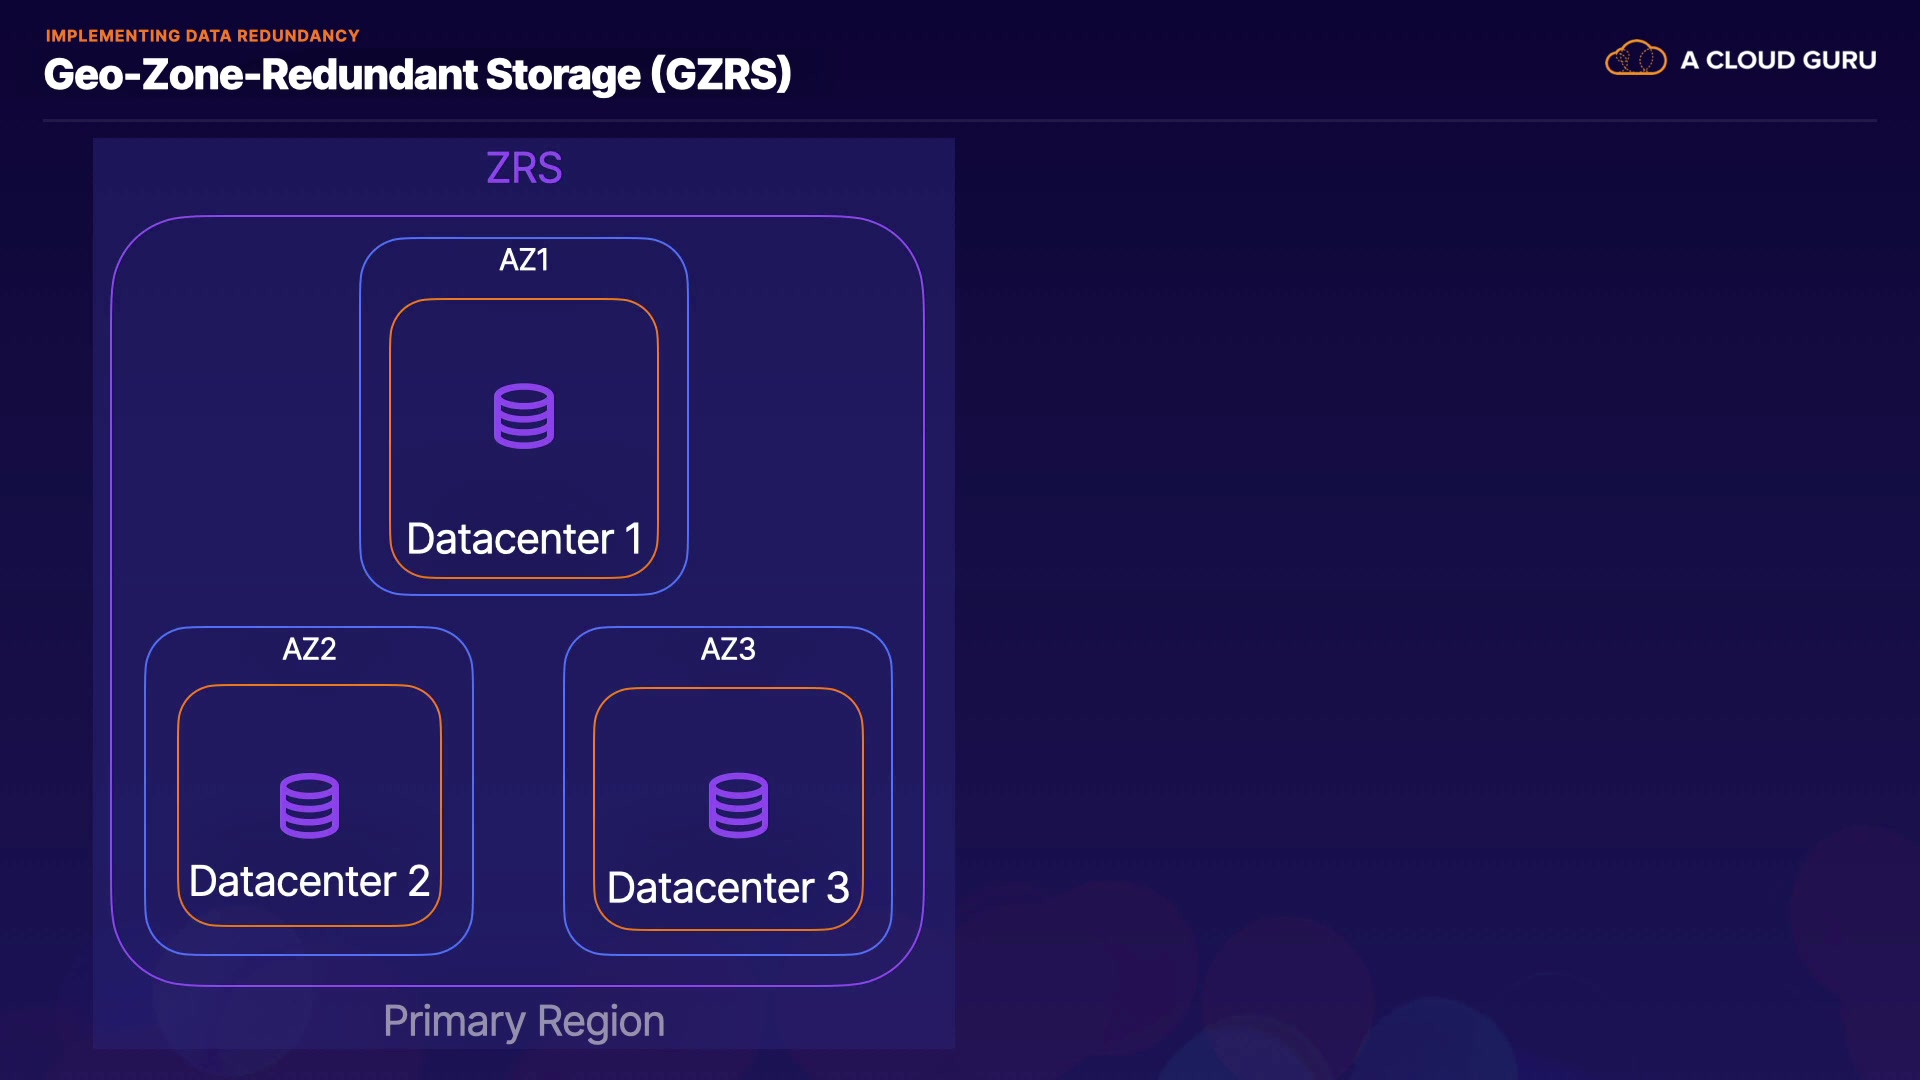 IMPLEMENTING DATA REDUNDANCY
Geo-Zone-Redundant Storage (GZRS)
A CLOUD GURU
ZRS
AZ1
Datacenter 1
AZ2
Datacenter 2
AZ3
Datacenter 3
Primary Region